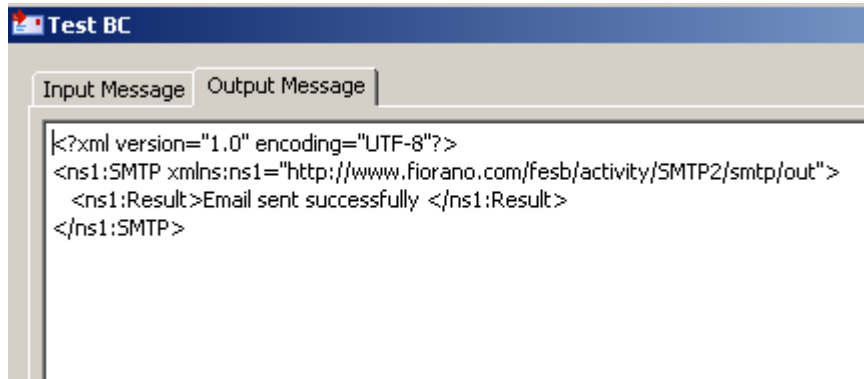 Test BC
Input Message Output Message
<?xml version="1.0" encoding="UTF-8"?>
<ns1:SMTP xmlns:ns1="http://www.fiorano.com/fesb/activity/SMTP2/smtp/out">
<ns1:Result>Email sent successfully </ns1:Result>
</ns1:SMTP>